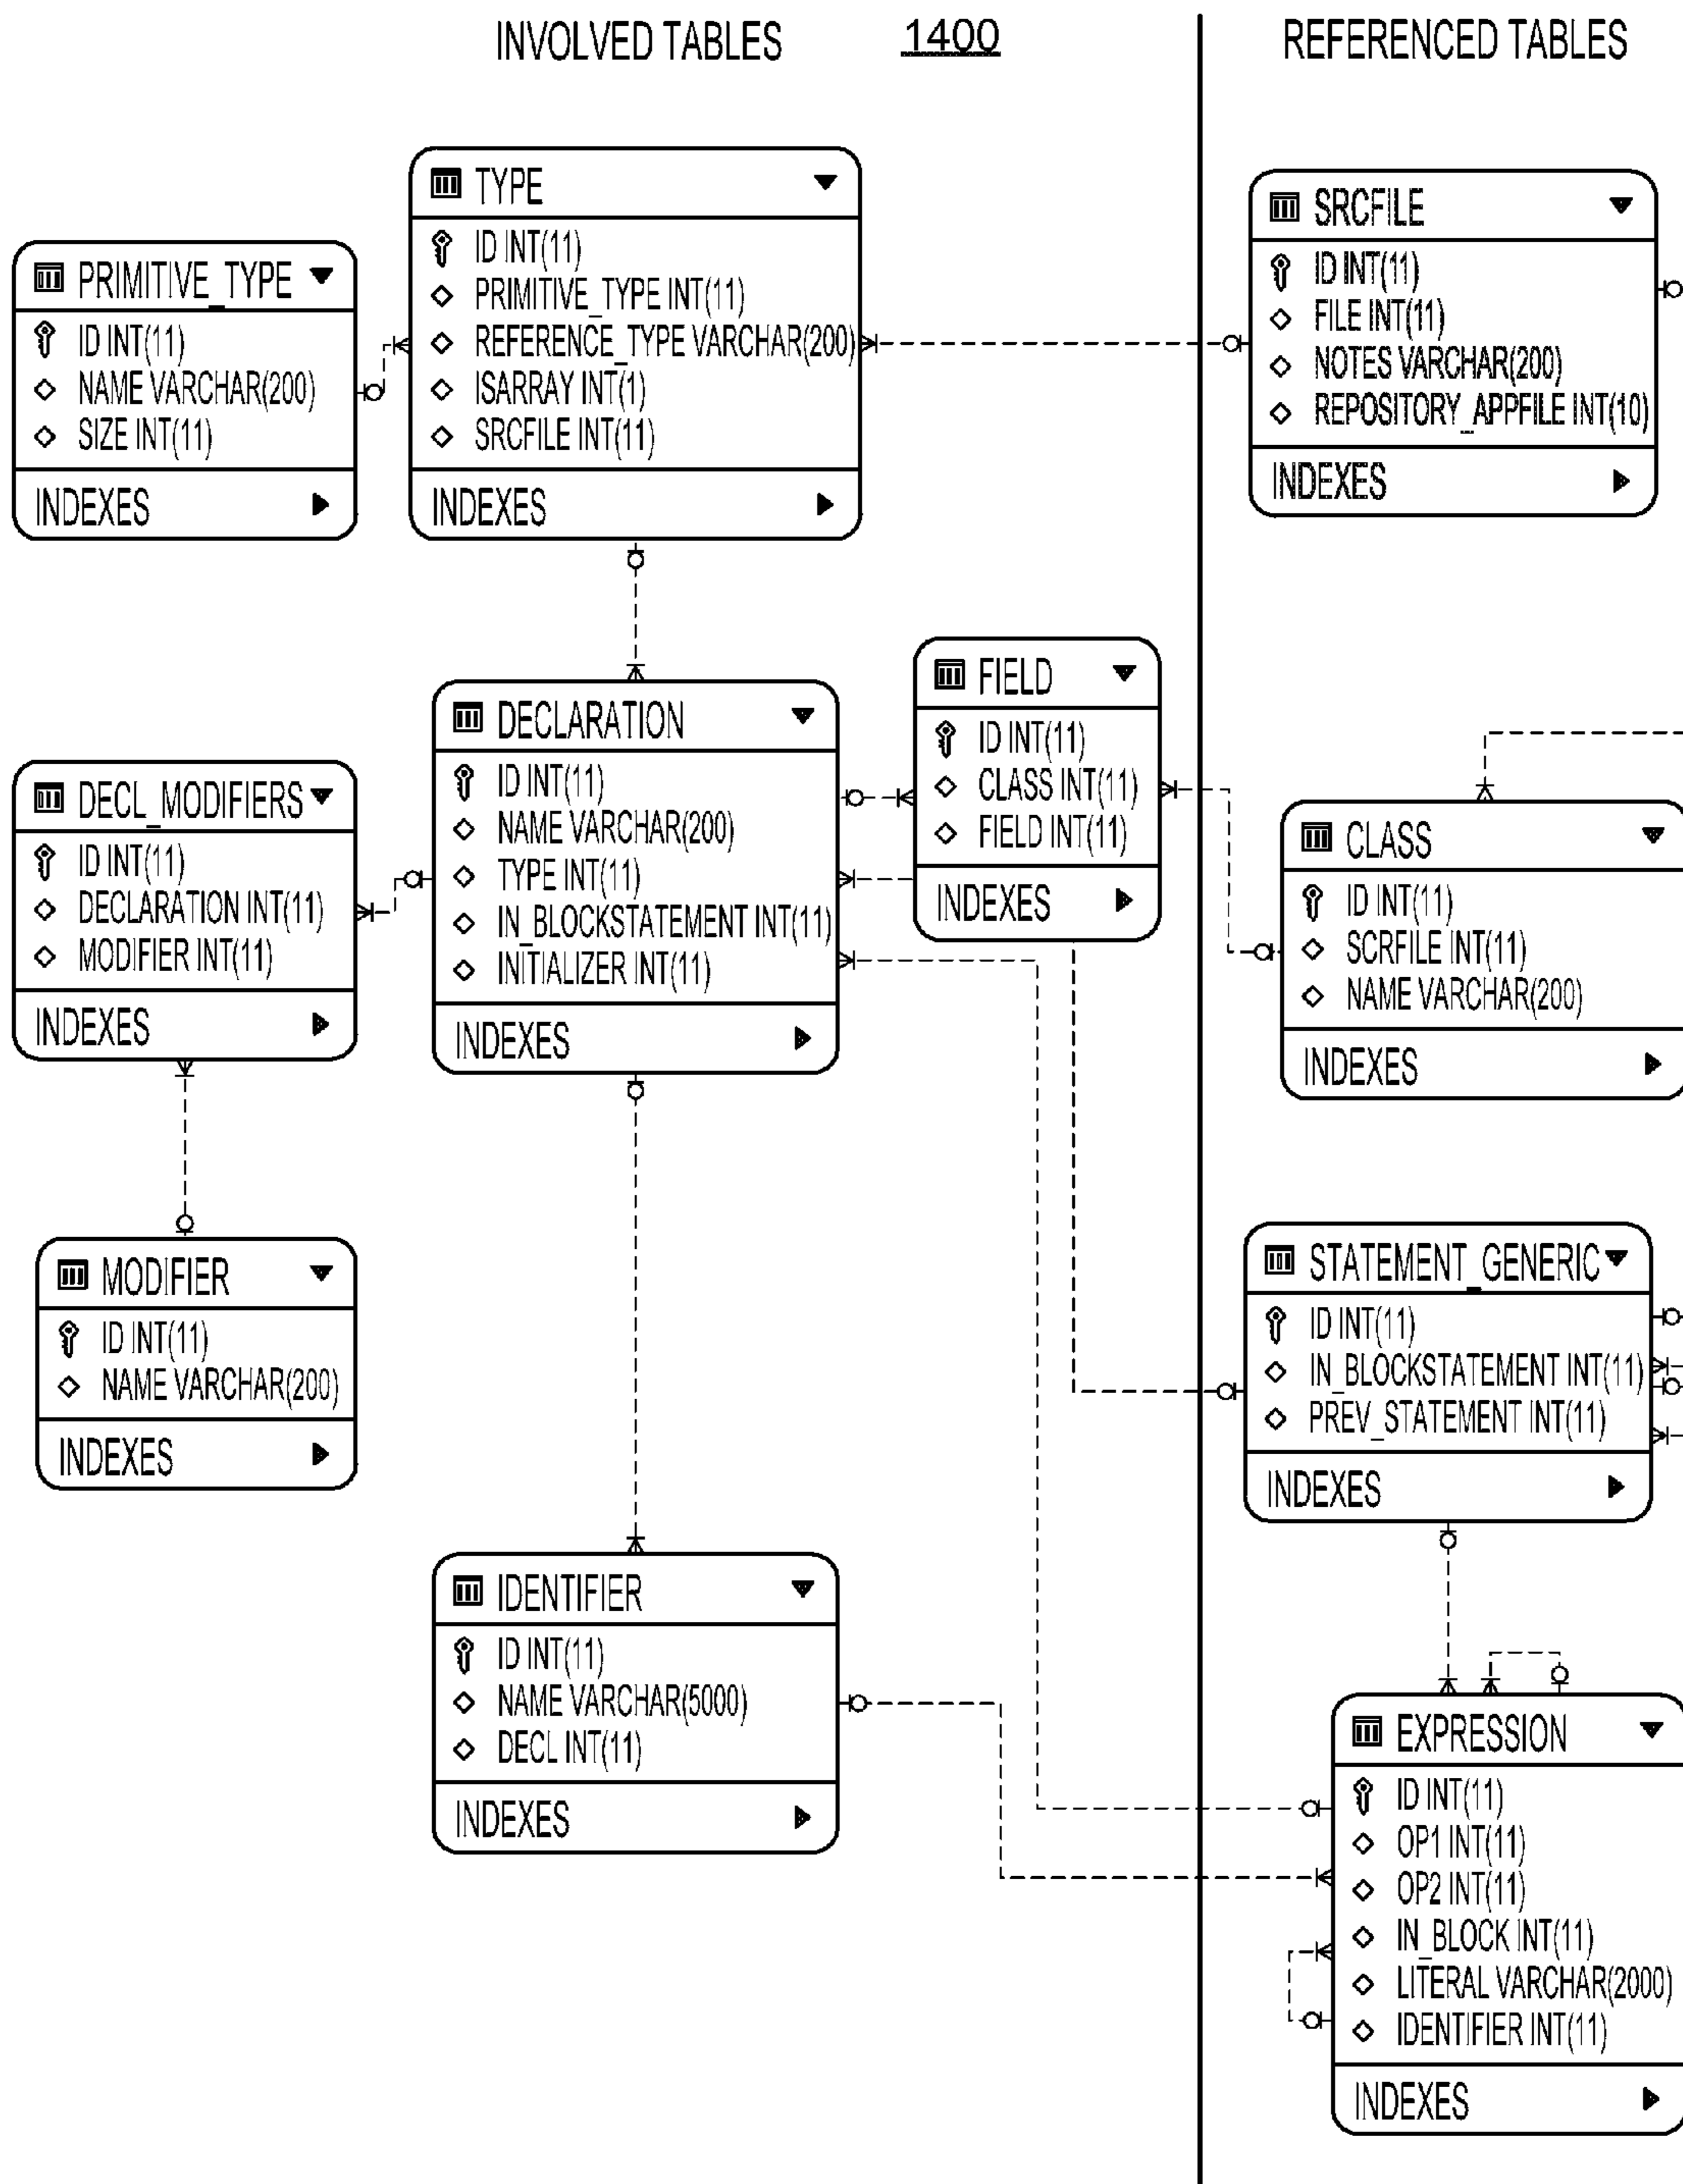 INVOLVED TABLES
1400
REFERENCED TABLES
TYPE
ID INT(11)
PRIMITIVE_TYPE INT(11)
REFERENCE_TYPE VARCHAR(200)
ISARRAY INT(1)
SRCFILE INT(11)
INDEXES
SRCFILE
ID INT(11)
FILE INT(11)
NOTES VARCHAR(200)
REPOSITORY_APPFILE INT(10)
INDEXES
PRIMITIVE_TYPE
ID INT(11)
NAME VARCHAR(200)
SIZE INT(11)
INDEXES
FIELD
ID INT(11)
CLASS INT(11)
FIELD INT(11)
INDEXES
DECLARATION
ID INT(11)
NAME VARCHAR(200)
TYPE INT(11)
IN_BLOCKSTATEMENT INT(11)
INITIALIZER INT(11)
INDEXES
DECL_MODIFIERS
ID INT(11)
DECLARATION INT(11)
MODIFIER INT(11)
INDEXES
CLASS
ID INT(11)
SCRFILE INT(11)
NAME VARCHAR(200)
INDEXES
MODIFIER
ID INT(11)
NAME VARCHAR(200)
INDEXES
STATEMENT_GENERIC
ID INT(11)
IN_BLOCKSTATEMENT INT(11)
PREV_STATEMENT INT(11)
INDEXES
IDENTIFIER
ID INT(11)
NAME VARCHAR(5000)
DECL INT(11)
INDEXES
EXPRESSION
ID INT(11)
OP1 INT(11)
OP2 INT(11)
IN_BLOCK INT(11)
LITERAL VARCHAR(2000)
IDENTIFIER INT(11)
INDEXES